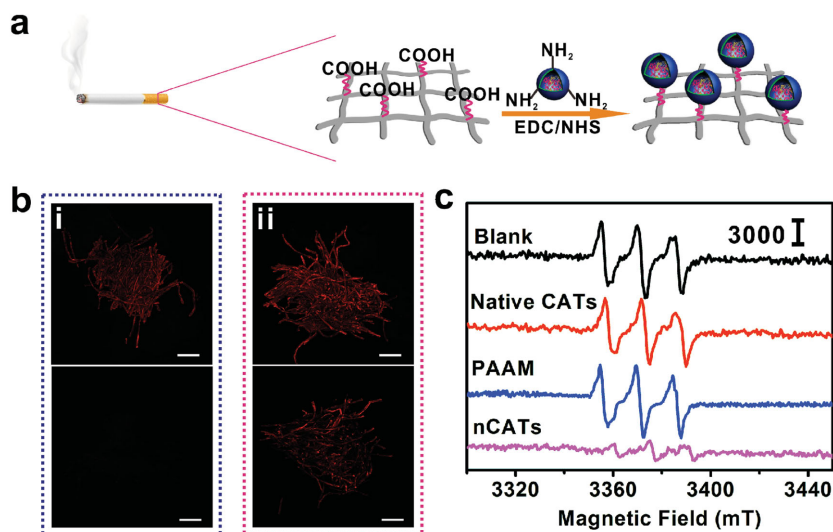 a
COOH
COOH
COOH
COOH
NH2
NH2
NH2
EDC/NHS
b
i
ii
c
Blank
3000
Native CATs
PAAM
nCATs
3320
3360
3400
3440
Magnetic Field (mT)